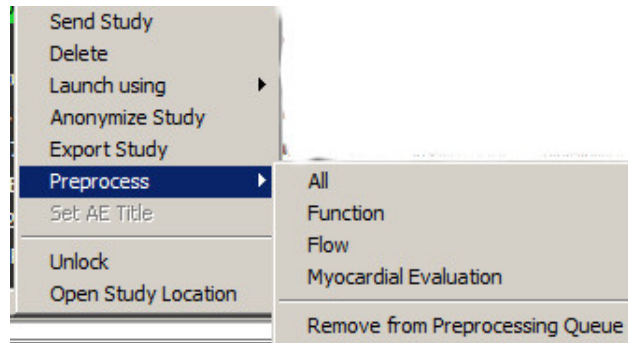 Send Study
Delete
Launch using
Anonymize Study
Export Study
Preprocess
Set AE Title
Unlock
Open Study Location
All
Function
Flow
Myocardial Evaluation
Remove from Preprocessing Queue